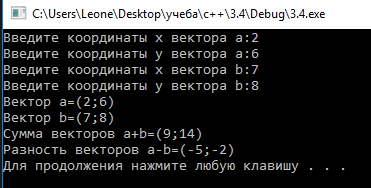 C:\Users\Leone\Desktop\учеба\c++\3.4\Debug\3.4.exe
Введите координаты x вектора a:2
Введите координаты y вектора a:6
Введите координаты x вектора b:7
Введите координаты y вектора b:8
Вектор a=(2;6)
Вектор b=(7;8)
Сумма векторов a+b=(9;14)
Разность векторов a-b=(-5;-2)
Для продолжения нажмите любую клавишу . . .